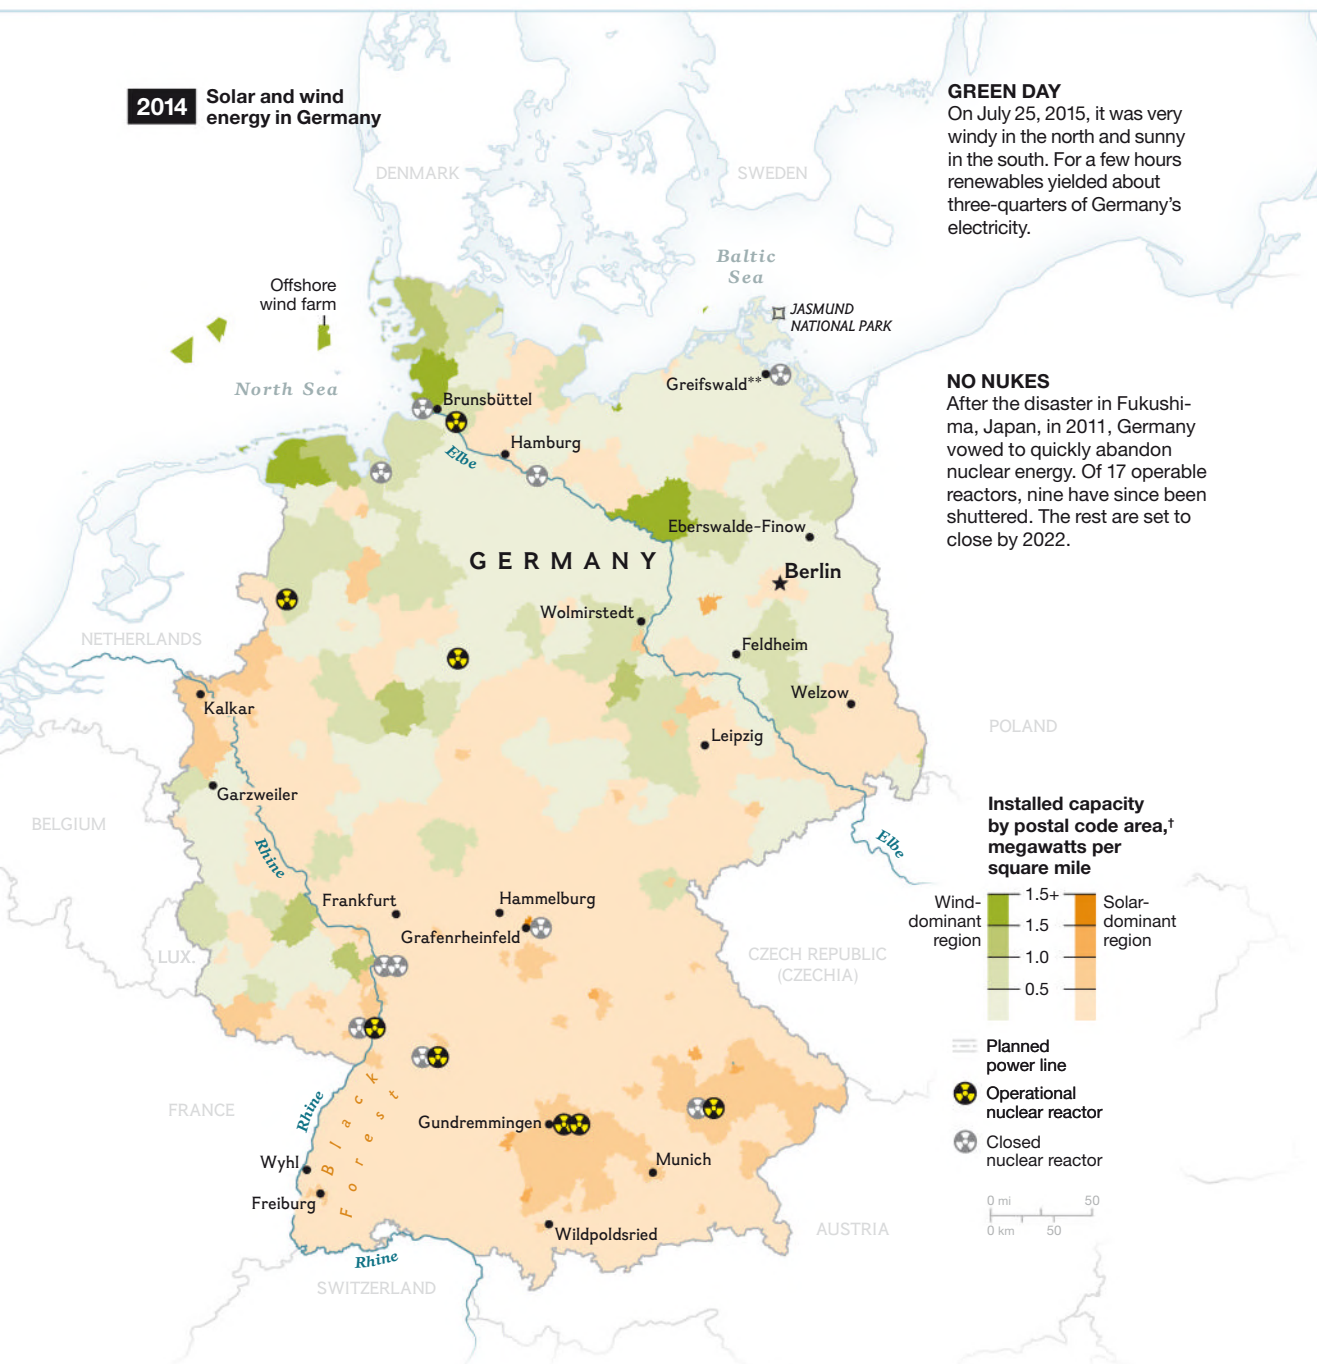 2014
Solar and wind
energy in Germany
GREEN DAY
On July 25, 2015, it was very
windy in the north and sunny
in the south. For a few hours
renewables yielded about
three-quarters of Germany’s
electricity.
DENMARK
SWEDEN
Baltic
Sea
Offshore
wind farm
JASMUND
NATIONAL PARK
North Sea
Greifswald**
NO NUKES
After the disaster in Fukushi-
ma, Japan, in 2011, Germany
vowed to quickly abandon
nuclear energy. Of 17 operable
reactors, nine have since been
shuttered. The rest are set to
close by 2022.
Brunsbüttel
Hamburg
Elbe
Eberswalde-Finow
GERMANY
Berlin
Wolmirstedt
NETHERLANDS
Feldheim
Welzow
Kalkar
POLAND
Leipzig
Garzweiler
BELGIUM
Rhine
Elbe
Installed capacity
by postal code area,†
megawatts per
square mile
Wind-
dominant
region
1.5+
1.5
1.0
0.5
Solar-
dominant
region
Frankfurt
Hammelburg
Grafenrheinfeld
LUX.
CZECH REPUBLIC
(CZECHIA)
Planned
power line
Operational
nuclear reactor
Closed
nuclear reactor
FRANCE
Rhine
Black
Forest
Gundremmingen
Wyhl
Munich
Freiburg
Wildpoldsried
AUSTRIA
0 mi 50
0 km 50
Rhine
SWITZERLAND